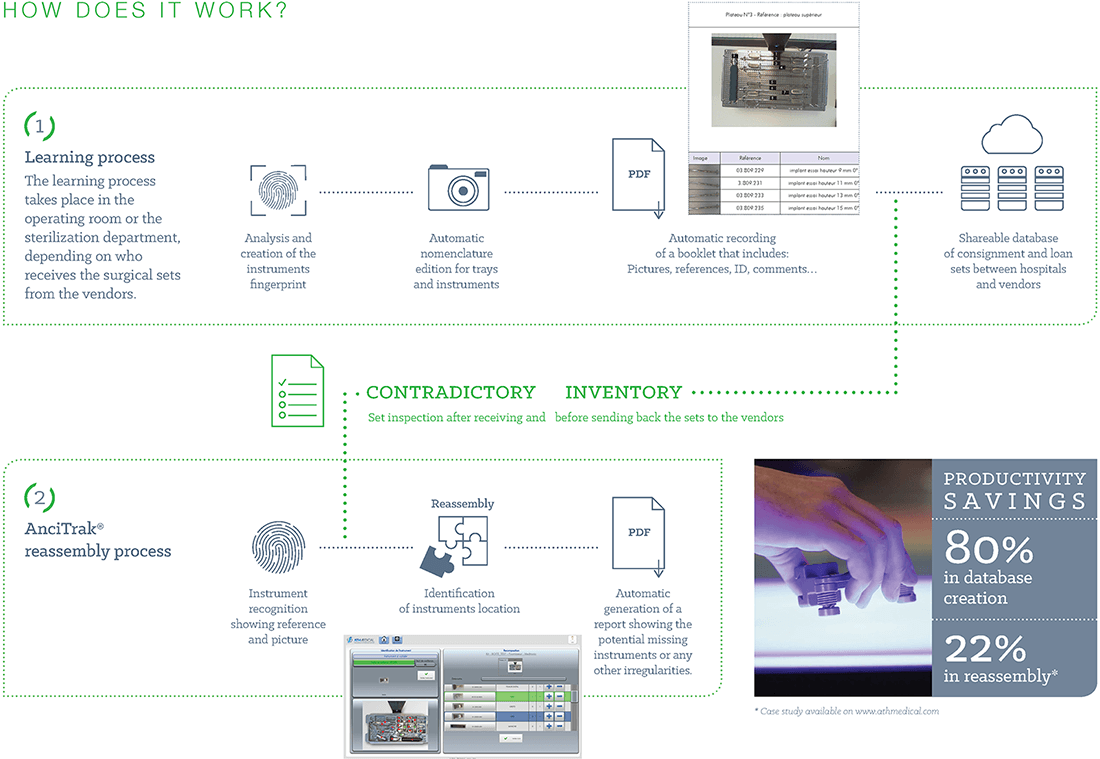 HOW DOES IT WORK?
Plateau N°3 - Référence : plateau supérieur
1
Learning process
The learning process
takes place in the
operating room or the
sterilization department,
depending on who
receives the surgical sets
from the vendors.
Analysis and
creation of the
instruments
fingerprint
Automatic
nomenclature
edition for trays
and instruments
PDF
Image Référence Nom
03.809.229 implant essai hauteur 9 mm 0°
3.809.231 implant essai hauteur 11 mm 0°
03.809.233 implant essai hauteur 13 mm 0°
03.809.235 implant essai hauteur 15 mm 0°
Automatic recording
of a booklet that includes:
Pictures, references, ID, comments...
Shareable database
of consignment and loan
sets between hospitals
and vendors
CONTRADICTORY INVENTORY
Set inspection after receiving and before sending back the sets to the vendors
2
AnciTrak®
reassembly process
Instrument
recognition
showing reference
and picture
Reassembly
Identification
of instruments location
PDF
Automatic
generation of a
report showing the
potential missing
instruments or any
other irregularities.
PRODUCTIVITY
SAVINGS
80%
in database
creation
22%
in reassembly*
* Case study available on www.athmedical.com